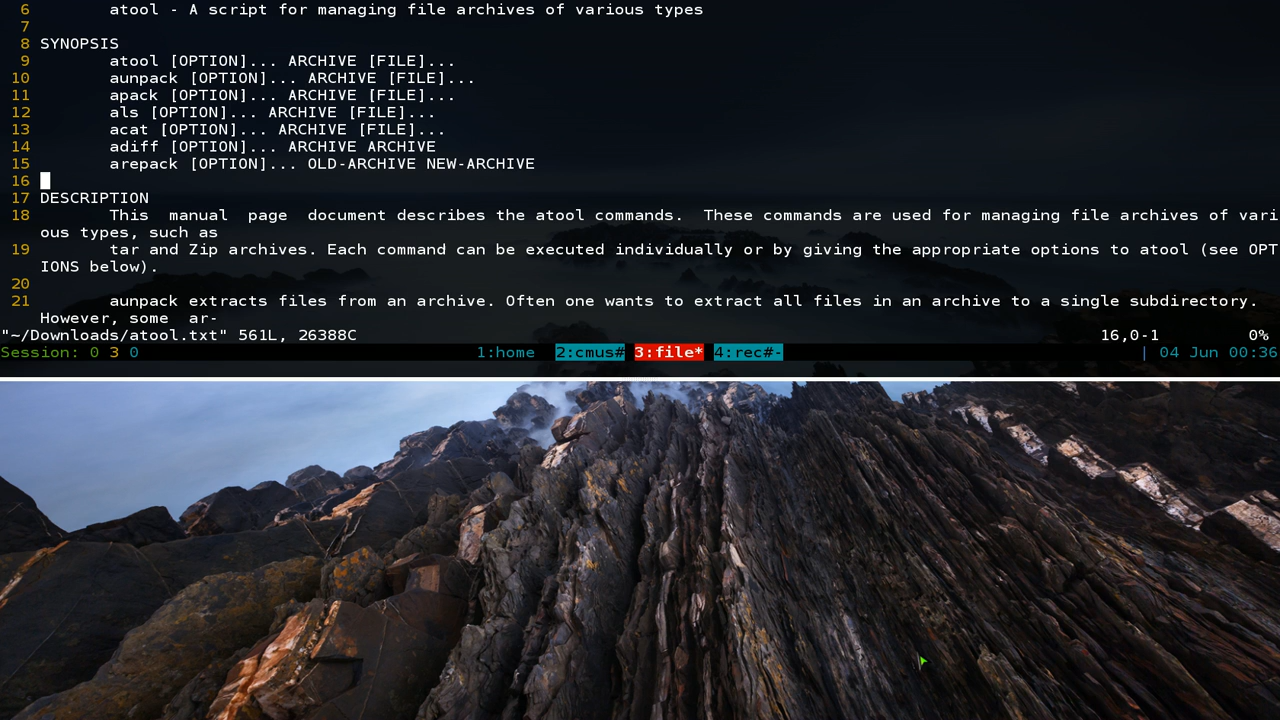 6 atool - A script for managing file archives of various types
7
8 SYNOPSIS
9 atool [OPTION]... ARCHIVE [FILE]...
10 aunpack [OPTION]... ARCHIVE [FILE]...
11 apack [OPTION]... ARCHIVE [FILE]...
12 als [OPTION]... ARCHIVE [FILE]...
13 acat [OPTION]... ARCHIVE [FILE]...
14 adiff [OPTION]... ARCHIVE ARCHIVE
15 arepack [OPTION]... OLD-ARCHIVE NEW-ARCHIVE
16
17 DESCRIPTION
18 This manual page document describes the atool commands. These commands are used for managing file archives of vari
ous types, such as
19 tar and Zip archives. Each command can be executed individually or by giving the appropriate options to atool (see OPT
IONS below).
20
21 aunpack extracts files from an archive. Often one wants to extract all files in an archive to a single subdirectory.
However, some ar-
"~/Downloads/atool.txt" 561L, 26388C 16,0-1 0%
Session: 0 3 0 1:home 2:cmus# 3:file* 4:rec#- | 04 Jun 00:36